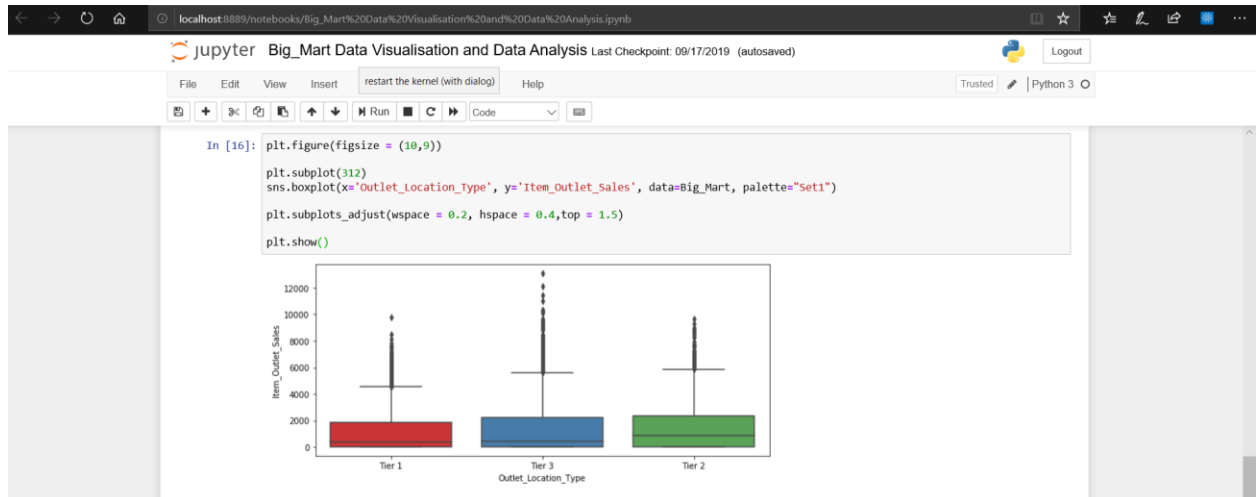 localhost:8889/notebooks/Big_Mart%20Data%20Visualisation%20and%20Data%20Analysis.ipynb
jupyter Big_Mart Data Visualisation and Data Analysis Last Checkpoint: 09/17/2019 (autosaved)
Logout
File Edit View Insert restart the kernel (with dialog) Help
Trusted Python 3
Run Code
In [16]: plt.figure(figsize = (10,9))
plt.subplot(312)
sns.boxplot(x='Outlet_Location_Type', y='Item_Outlet_Sales', data=Big_Mart, palette="Set1")
plt.subplots_adjust(wspace = 0.2, hspace = 0.4,top = 1.5)
plt.show()
Item_Outlet_Sales
12000
10000
8000
6000
4000
2000
0
Tier 1 Tier 3 Tier 2
Outlet_Location_Type